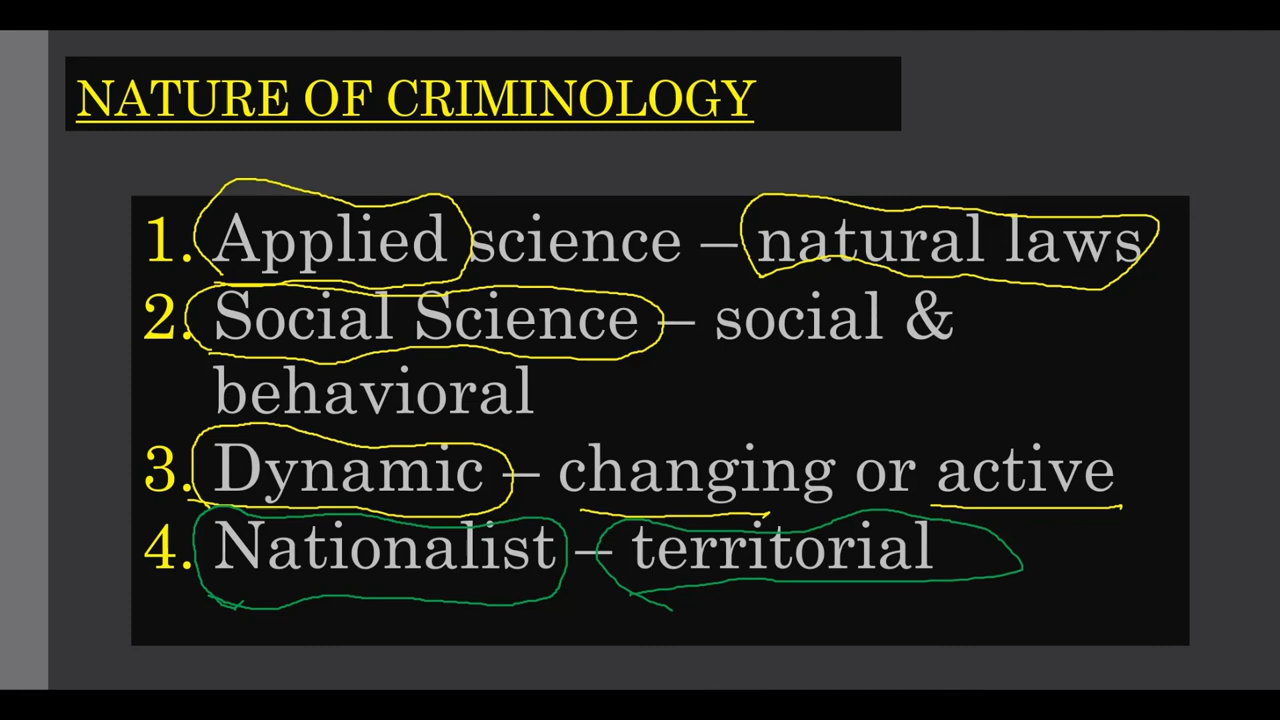 NATURE OF CRIMINOLOGY
1. Applied science – natural laws
2. Social Science – social &
behavioral
3. Dynamic – changing or active
4. Nationalist – territorial